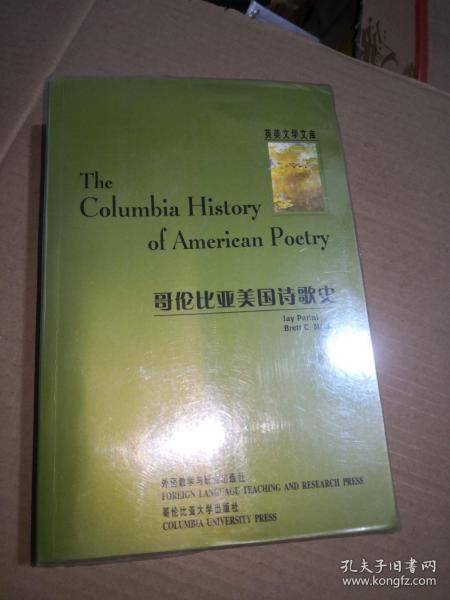 英美文学文库
The
Columbia History
of American Poetry
哥伦比亚美国诗歌史
Jay Parini
Brett C.
外语教学与研究出版社
FOREIGN LANGUAGE TEACHING AND RESEARCH PRESS
哥伦比亚大学出版社
COLUMBIA UNIVERSITY PRESS
孔夫子旧书网
www.kongfz.com